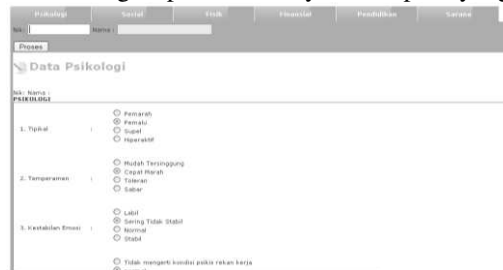 Psikologi Sosial Fisik Finansial Pendidikan Sarana
Nik: Nama :
Proses
Data Psikologi
Nik: Nama :
PSIKOLOGI
Pemarah
Pemalu
1. Tipikal : Supel
Hiperaktif
Mudah Tersinggung
Cepat Marah
2. Temperamen : Toleran
Sabar
Labil
Sering Tidak Stabil
3. Kestabilan Emosi : Normal
Stabil
Tidak mengerti kondisi psikis rekan kerja